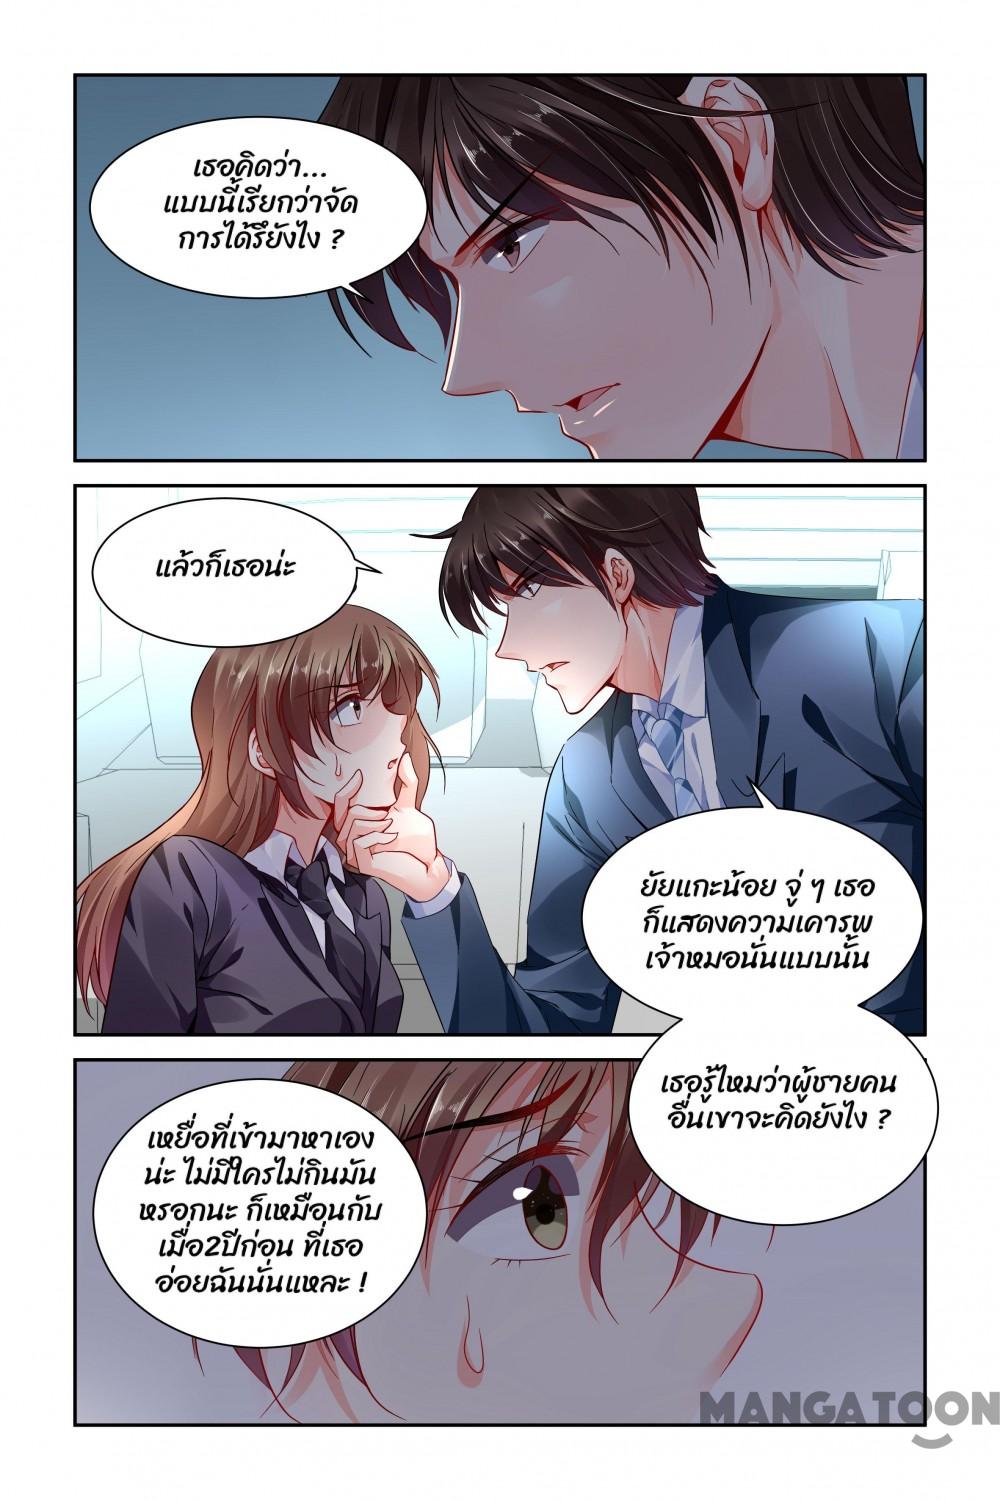 เธอคิดว่า...
แบบนี้เรียกว่าจัด
การได้รึยังไง ?
แล้วก็เธอน่ะ
ยัยแกะน้อย จู่ ๆ เธอ
ก็แสดงความเคารพ
เจ้าหมอนั่นแบบนั้น
เธอรู้ไหมว่าผู้ชายคน
อื่นเขาจะคิดยังไง ?
เหยื่อที่เข้ามาหาเอง
น่ะ ไม่มีใครไม่กินมัน
หรอกนะ ก็เหมือนกับ
เมื่อ2ปีก่อน ที่เธอ
อ่อยฉันนั่นแหละ !
MANGATOON